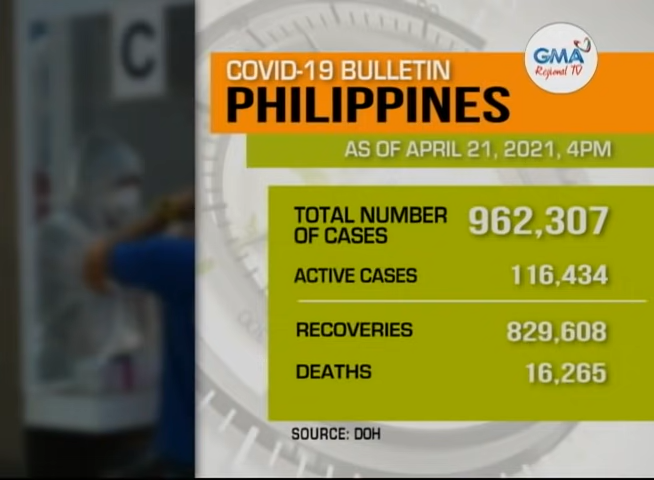 C
GMA
Regional TV
COVID-19 BULLETIN
PHILIPPINES
AS OF APRIL 21, 2021, 4PM
TOTAL NUMBER OF CASES 962,307
ACTIVE CASES 116,434
RECOVERIES 829,608
DEATHS 16,265
SOURCE: DOH